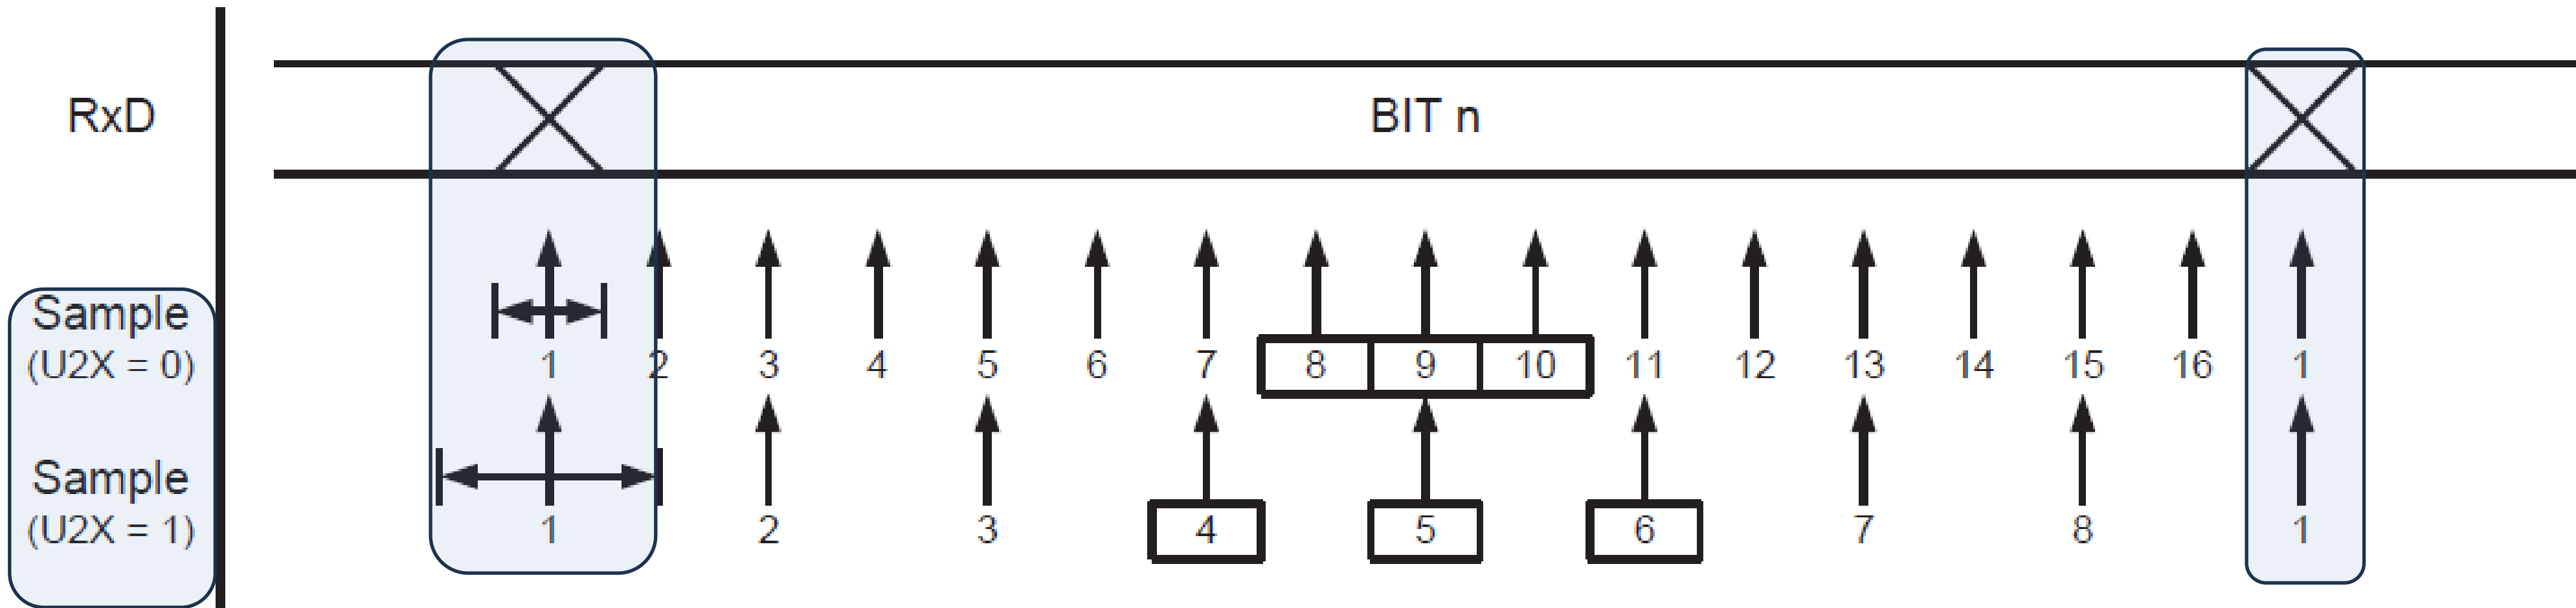 RxD
BIT n
Sample
(U2X = 0)
1 2 3 4 5 6 7 8 9 10 11 12 13 14 15 16 1
Sample
(U2X = 1)
1 2 3 4 5 6 7 8 1